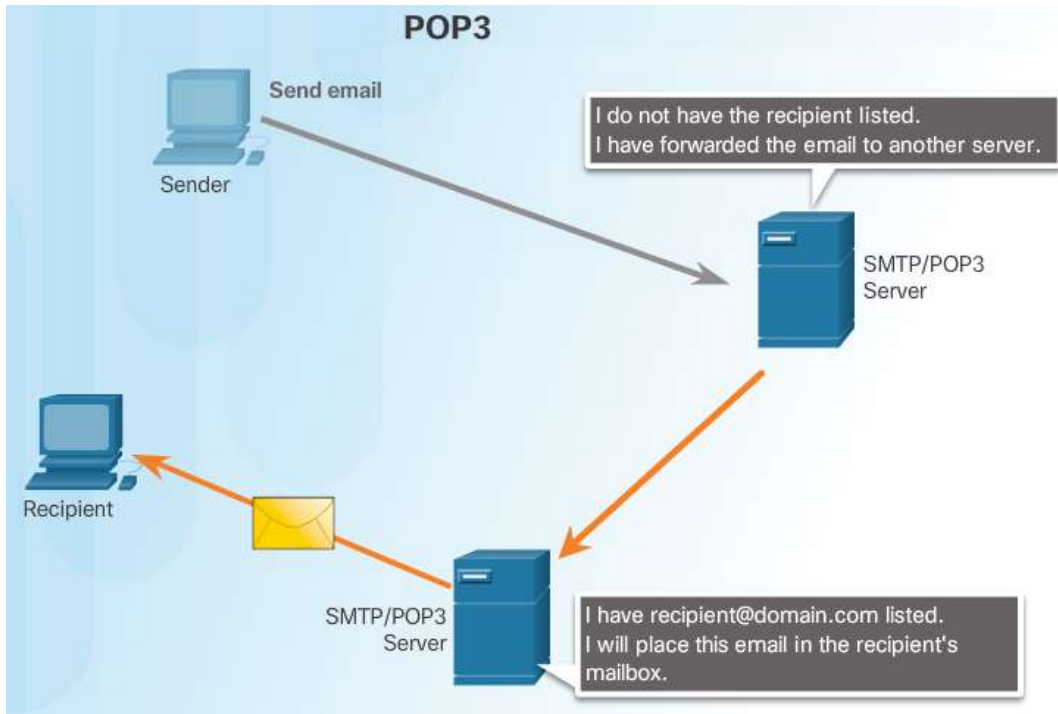 POP3
Send email
I do not have the recipient listed.
I have forwarded the email to another server.
Sender
SMTP/POP3
Server
Recipient
SMTP/POP3
Server
I have recipient@domain.com listed.
I will place this email in the recipient's
mailbox.